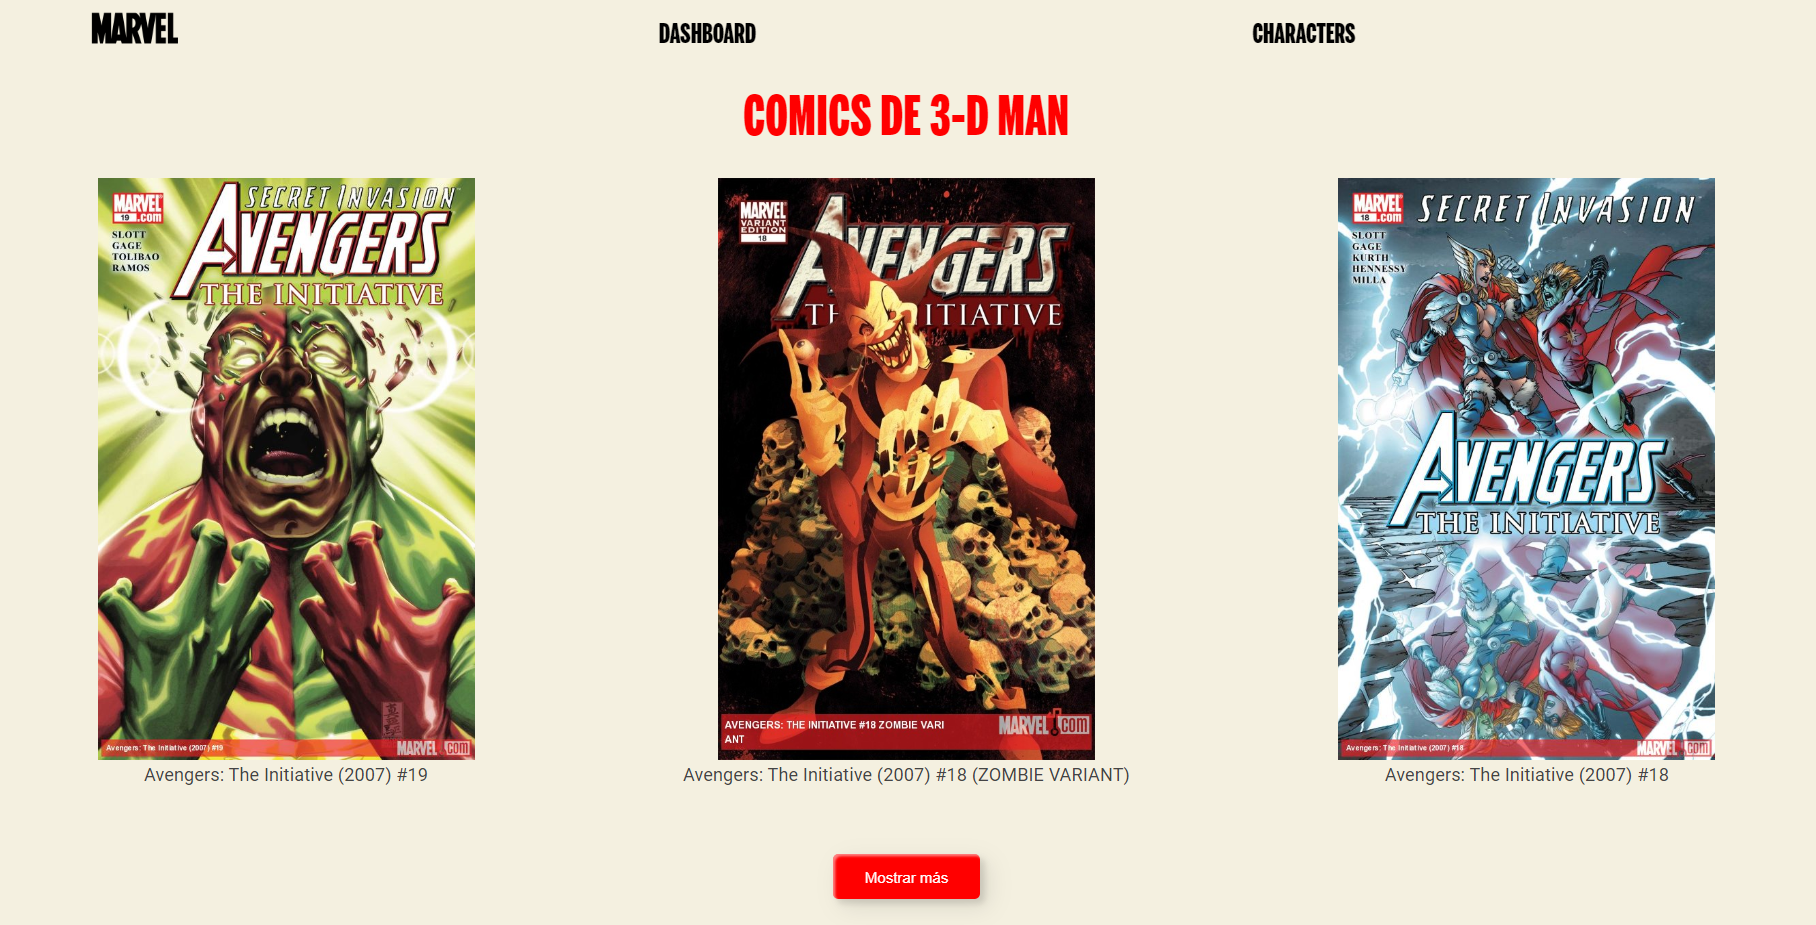 MARVEL
DASHBOARD
CHARACTERS
COMICS DE 3-D MAN
MARVEL
19 .com
SLOTT
GAGE
TOLIBAO
RAMOS
SECRET INVASION
AVENGERS
THE INITIATIVE
Avengers: The Initiative (2007) #19
MARVEL .com
Avengers: The Initiative (2007) #19
MARVEL
VARIANT
EDITION
18
AVENGERS
TH INITIATIVE
AVENGERS: THE INITIATIVE #18 ZOMBIE VARI
ANT
MARVEL .com
Avengers: The Initiative (2007) #18 (ZOMBIE VARIANT)
MARVEL
18 .com
SLOTT
GAGE
KURTH
HENNESSY
MILLA
SECRET INVASION
AVENGERS
THE INITIATIVE
Avengers: The Initiative (2007) #18
MARVEL .com
Avengers: The Initiative (2007) #18
Mostrar más